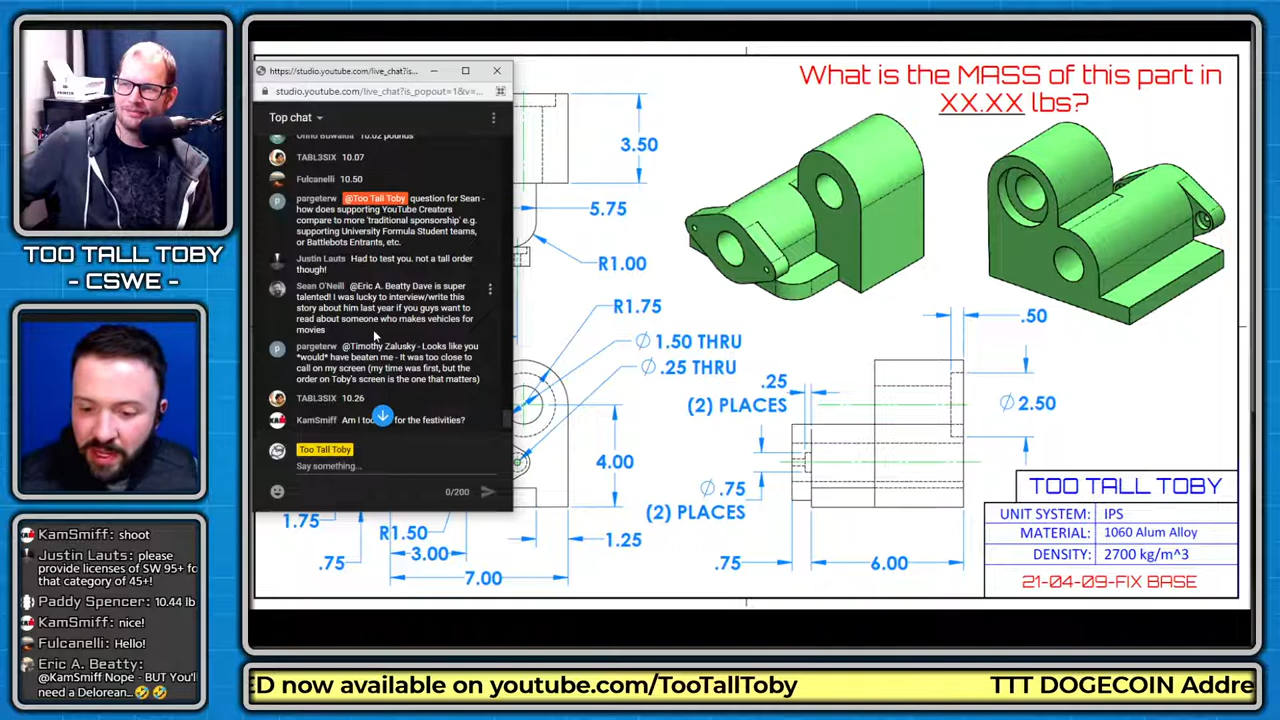 https://studio.youtube.com/live_chat?is...
studio.youtube.com/live_chat?is_popout=1&v=...
Top chat
10.02 pounds
TABL3SIX 10.07
Fulcanelli 10.50
pargeterw @Too Tall Toby question for Sean -
how does supporting YouTube Creators
compare to more 'traditional sponsorship' e.g.
supporting University Formula Student teams,
or Battlebots Entrants, etc.
Justin Lauts Had to test you. not a tall order
though!
Sean O'Neill @Eric A. Beatty Dave is super
talented! I was lucky to interview/write this
story about him last year if you guys want to
read about someone who makes vehicles for
movies
pargeterw @Timothy Zalusky - Looks like you
*would* have beaten me - It was too close to
call on my screen (my time was first, but the
order on Toby's screen is the one that matters)
TABL3SIX 10.26
KamSmiff Am I for the festivities?
Too Tall Toby
Say something...
0/200
What is the MASS of this part in
XX.XX lbs?
3.50
5.75
R1.00
R1.75
1.50 THRU
.25 THRU
.25
(2) PLACES
4.00
Ø.75
(2) PLACES
1.75
R1.50
1.25
.75
3.00
7.00
.50
Ø2.50
.75
6.00
TOO TALL TOBY
UNIT SYSTEM: IPS
MATERIAL: 1060 Alum Alloy
DENSITY: 2700 kg/m^3
21-04-09-FIX BASE
TOO TALL TOBY
- CSWE -
KamSmiff: shoot
Justin Lauts: please
provide licenses of SW 95+ fo
that category of 45+!
Paddy Spencer: 10.44 lb
KamSmiff: nice!
Fulcanelli: Hello!
Eric A. Beatty:
@KamSmiff Nope - BUT You'l
need a Delorean..🤣🤣
ED now available on youtube.com/TooTallToby
TTT DOGECOIN Addre